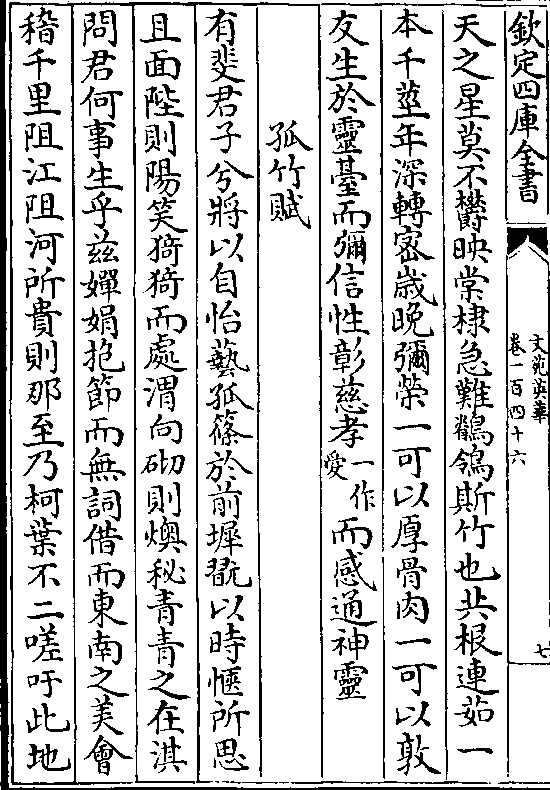 欽定四庫全書
文苑英華
卷一百四十六
七
天之星莫不欝映棠棣急難鶺鴒斯竹也共根連茹一
本千莖年深轉宻嵗晚彌榮一可以厚骨肉一可以敦
友生於靈臺而彌信性彰慈孝一作愛而感通神靈
孤竹賦
有斐君子兮將以自怡藝孤篠於前墀翫以時愜所思
且面陛則陽笑猗猗而處渭向砌則燠秘青青之在淇
問君何事生乎兹嬋娟抱節而無詞借而東南之美會
稽千里阻江阻河所貴則那至乃柯葉不二嗟吁此地